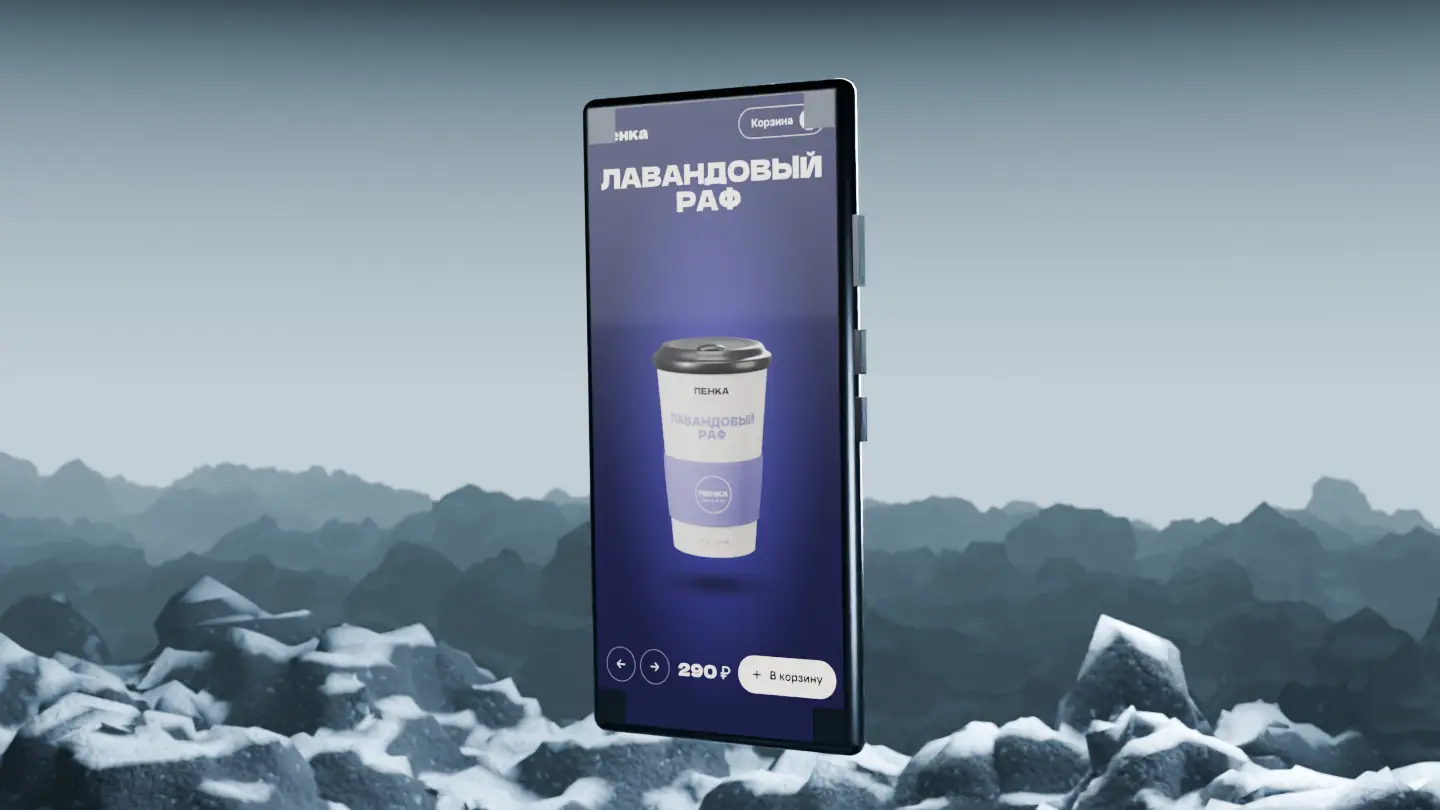 енка
Корзина
ЛАВАНДОВЫЙ
РАФ
ПЕНКА
ЛАВАНДОВЫЙ
РАФ
ПЕНКА
290 ₽
+ В корзину